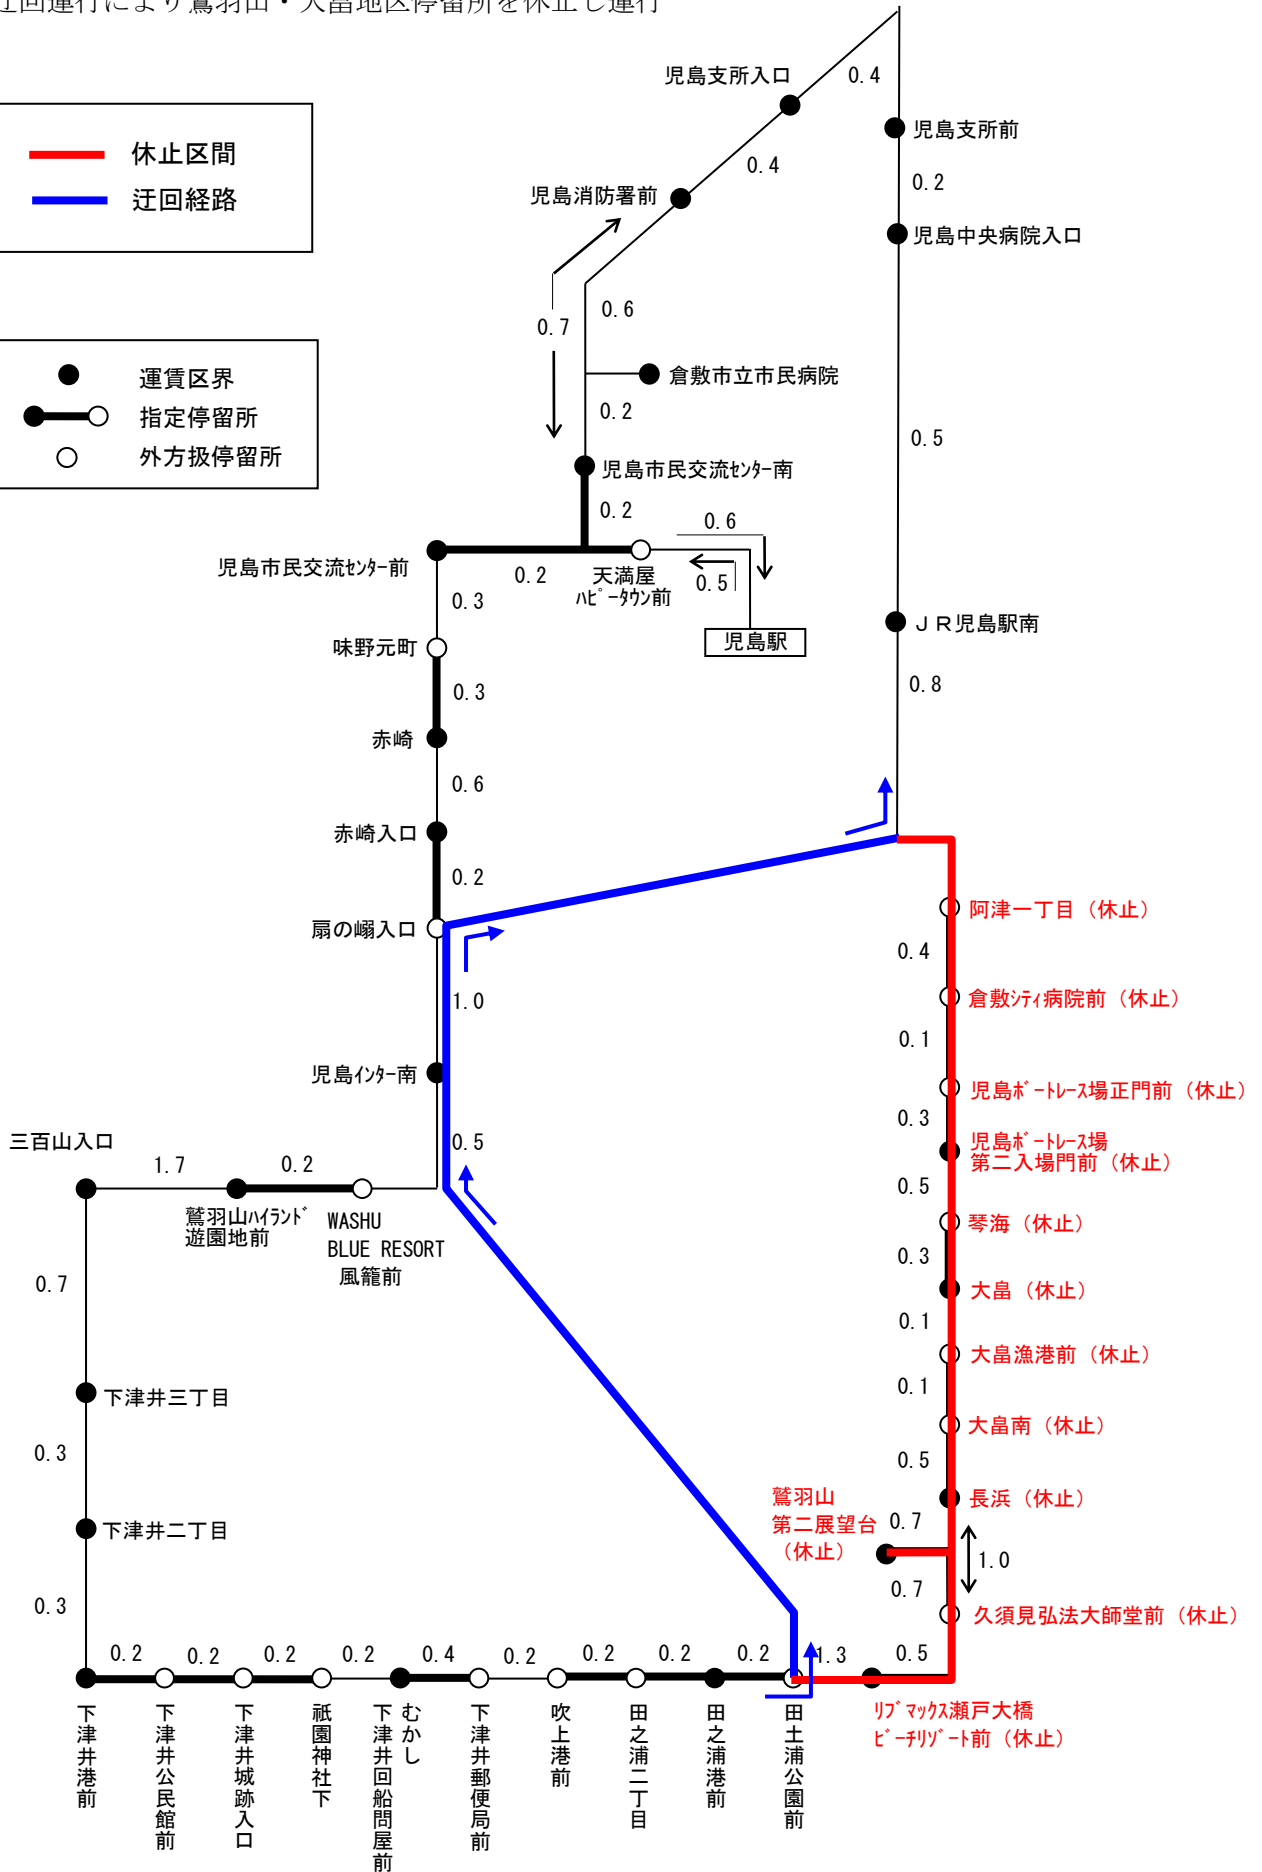 迂回運行により鷲羽山・大畠地区停留所を休止し運行
休止区間
迂回経路
運賃区界
指定停留所
外方扱停留所
児島支所入口
0.4
児島支所前
0.4
0.2
児島消防署前
児島中央病院入口
0.6
0.7
倉敷市立市民病院
0.2
0.5
児島市民交流ｾﾝﾀｰ南
0.2
0.6
児島市民交流ｾﾝﾀｰ前
0.2
天満屋
ﾊﾋﾟｰﾀｳﾝ前
0.5
0.3
児島駅
ＪＲ児島駅南
味野元町
0.3
0.8
赤崎
0.6
赤崎入口
0.2
扇の嶹入口
阿津一丁目（休止）
0.4
1.0
倉敷ｼﾃｨ病院前（休止）
0.1
児島ｲﾝﾀｰ南
児島ﾎﾞｰﾄﾚｰｽ場正門前（休止）
0.3
三百山入口
0.5
児島ﾎﾞｰﾄﾚｰｽ場
第二入場門前（休止）
1.7
0.2
0.5
鷲羽山ﾊｲﾗﾝﾄﾞ
遊園地前
WASHU
BLUE RESORT
風籠前
琴海（休止）
0.3
0.7
大畠（休止）
0.1
大畠漁港前（休止）
0.1
下津井三丁目
大畠南（休止）
0.3
0.5
長浜（休止）
鷲羽山
第二展望台
（休止）
0.7
下津井二丁目
1.0
0.7
0.3
久須見弘法大師堂前（休止）
0.2
0.2
0.2
0.2
0.4
0.2
0.2
0.2
0.2
1.3
0.5
下津井港前
下津井公民館前
下津井城跡入口
祇園神社下
むかし
下津井回船問屋前
下津井郵便局前
吹上港前
田之浦二丁目
田之浦港前
田土浦公園前
ﾘﾌﾞﾏｯｸｽ瀬戸大橋
ﾋﾞｰﾁﾘｿﾞｰﾄ前（休止）